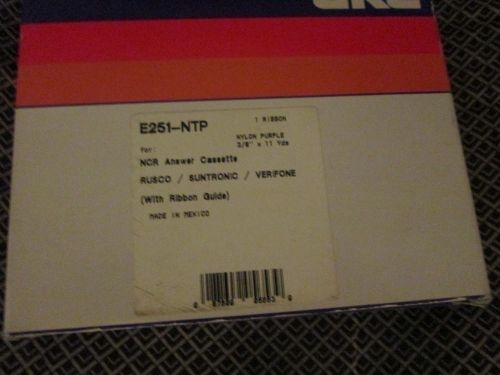 E251-NTP
1 RIBBON
NYLON PURPLE
3/8" x 11 Yds
for:
NCR Answer Cassette
RUSCO / SUNTRONIC / VERIFONE
(With Ribbon Guide)
MADE IN MEXICO